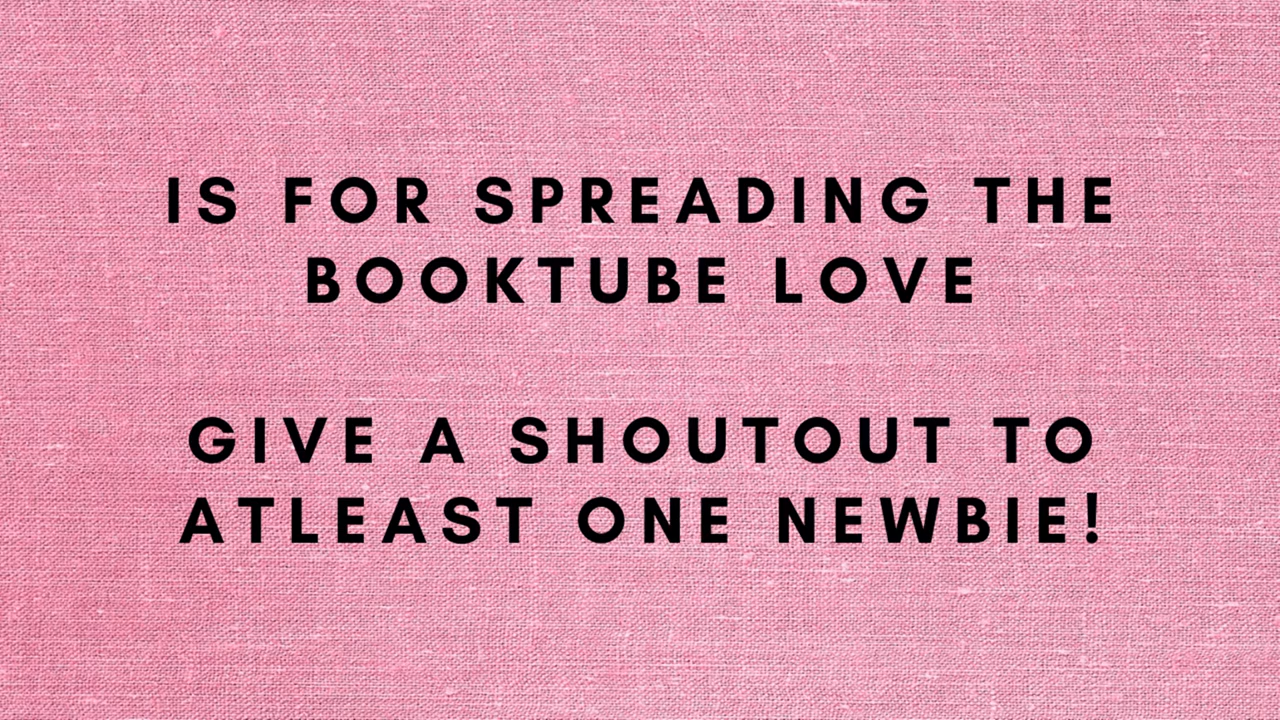 IS FOR SPREADING THE
BOOKTUBE LOVE
GIVE A SHOUTOUT TO
ATLEAST ONE NEWBIE!